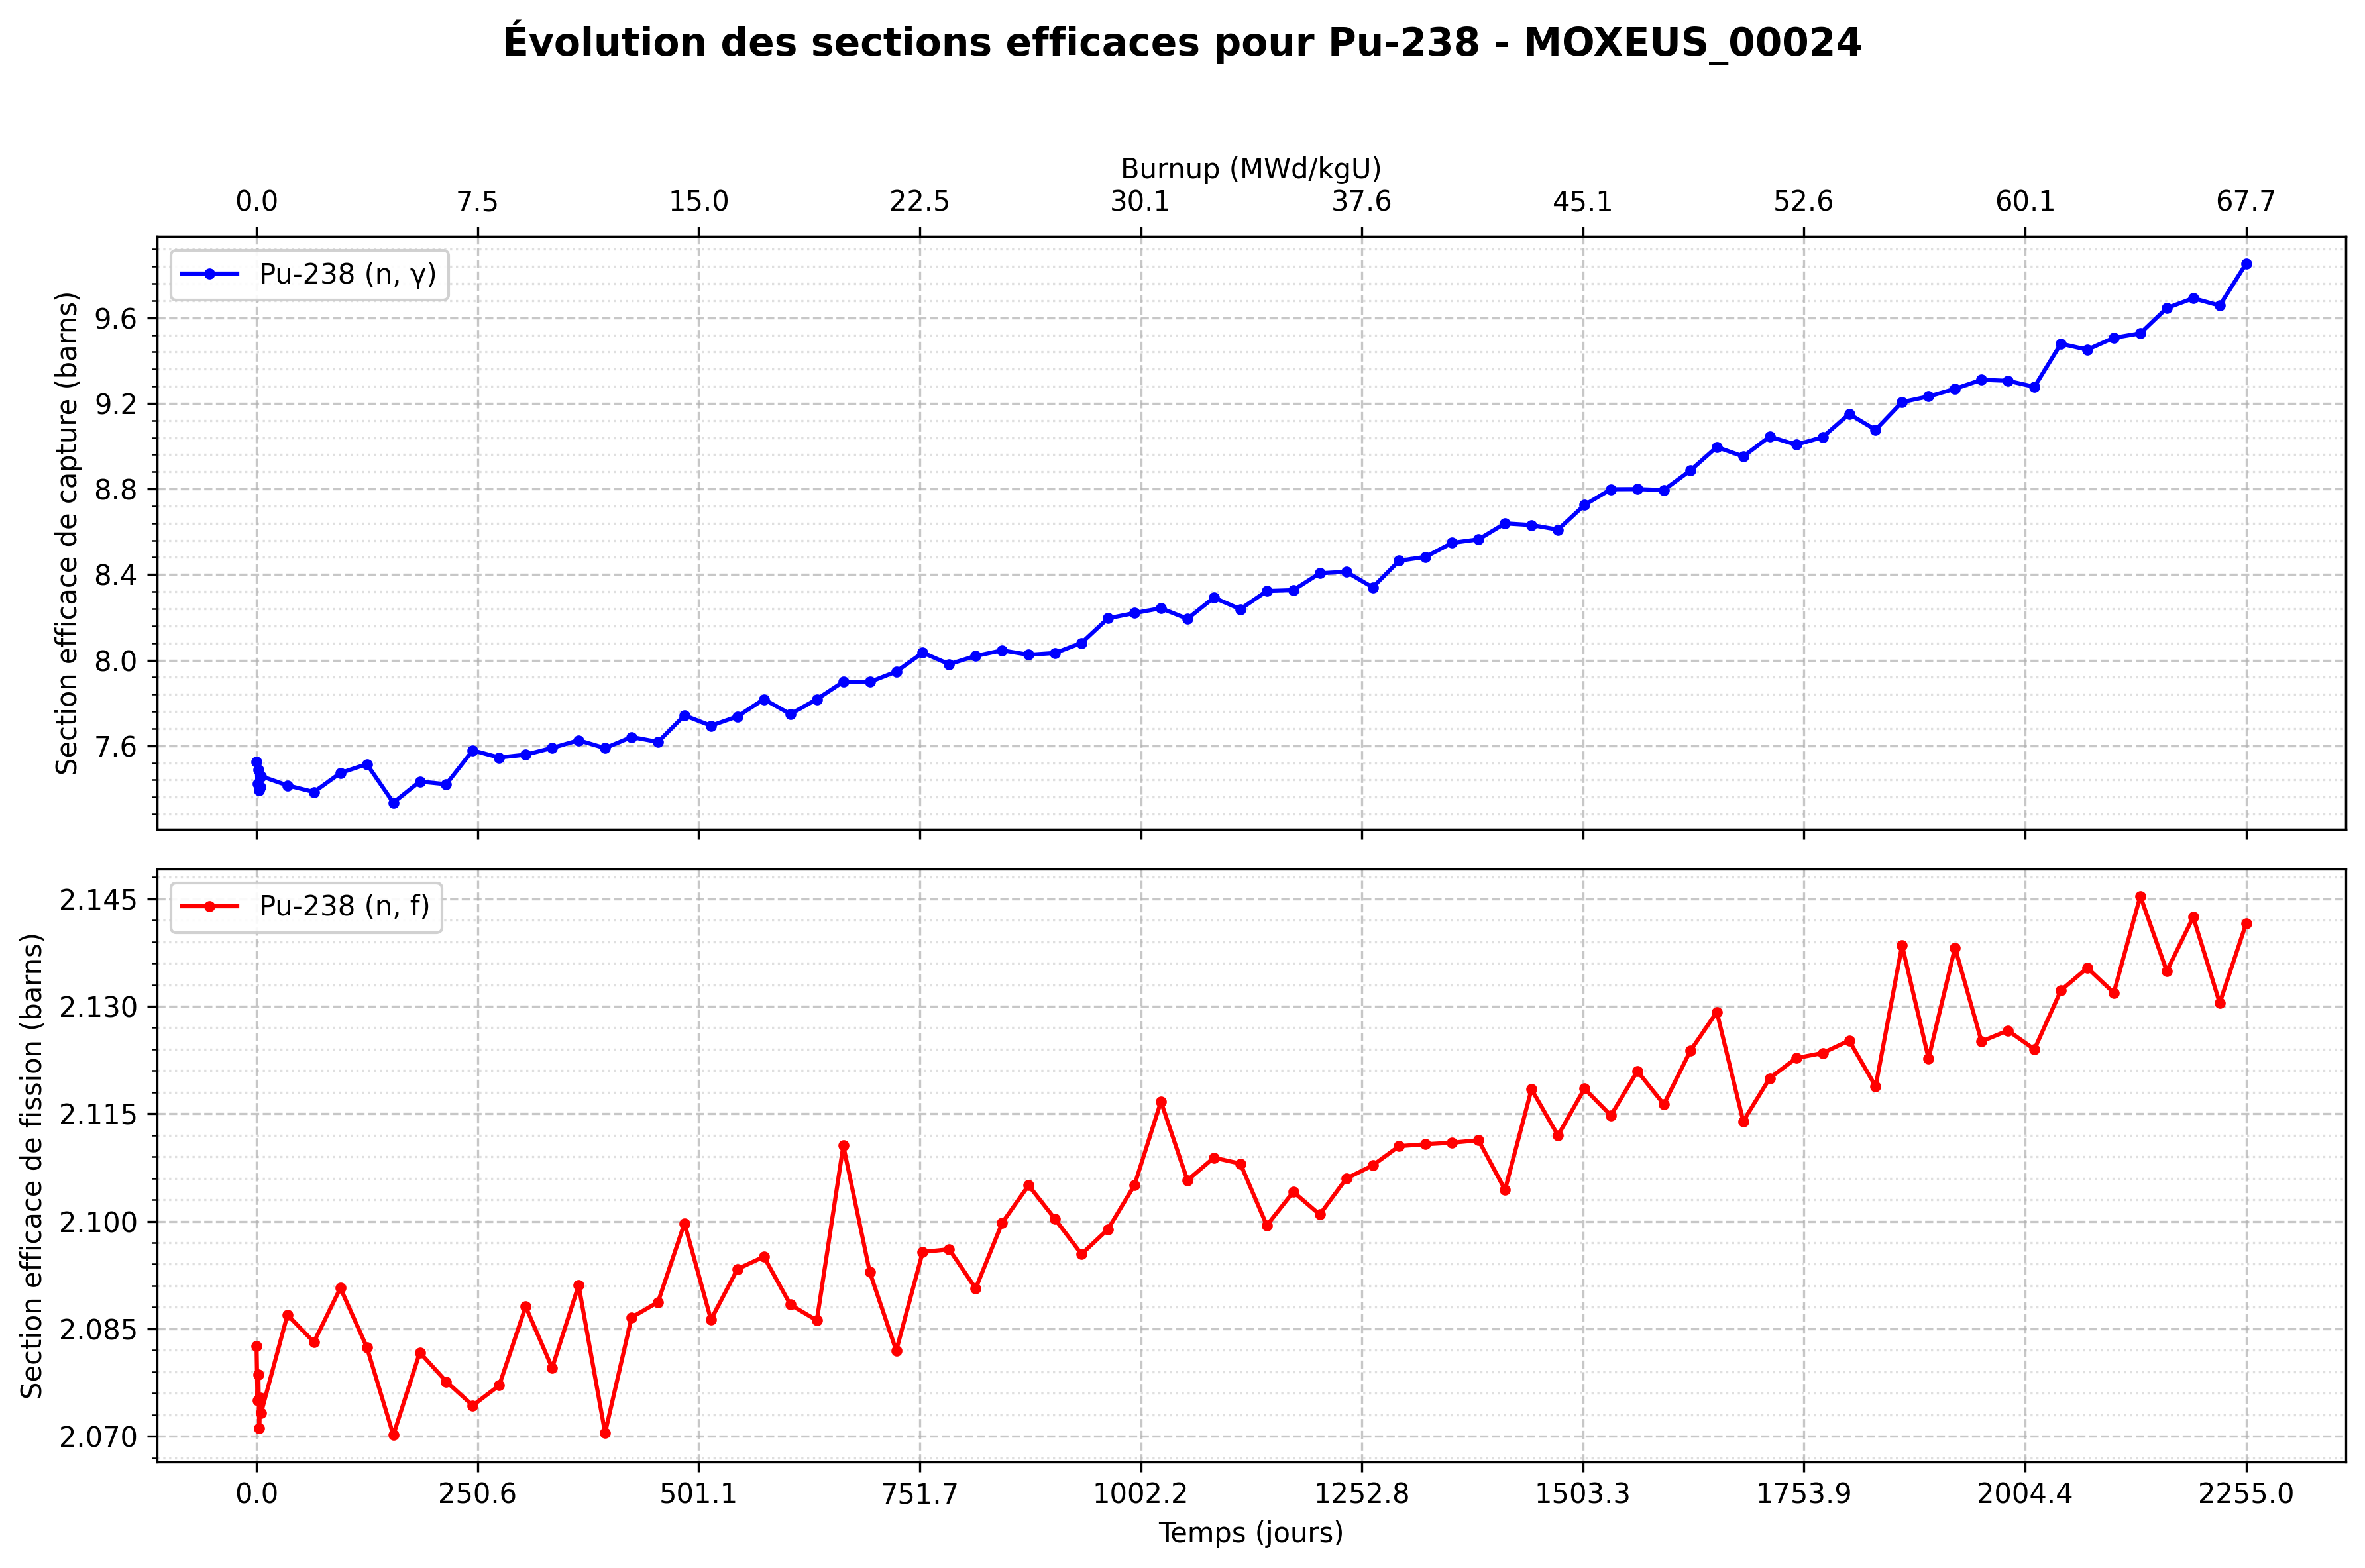 Évolution des sections efficaces pour Pu-238 - MOXEUS_00024
Burnup (MWd/kgU)
0.0 7.5 15.0 22.5 30.1 37.6 45.1 52.6 60.1 67.7
Pu-238 (n, γ)
Section efficace de capture (barns)
9.6
9.2
8.8
8.4
8.0
7.6
Pu-238 (n, f)
Section efficace de fission (barns)
2.145
2.130
2.115
2.100
2.085
2.070
0.0 250.6 501.1 751.7 1002.2 1252.8 1503.3 1753.9 2004.4 2255.0
Temps (jours)